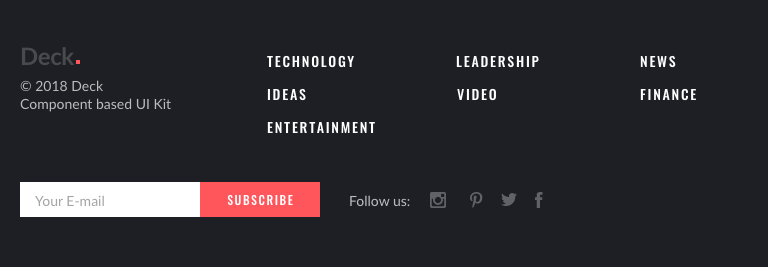 Deck.
© 2018 Deck
Component based UI Kit
TECHNOLOGY
IDEAS
ENTERTAINMENT
LEADERSHIP
VIDEO
NEWS
FINANCE
Your E-mail
SUBSCRIBE
Follow us: